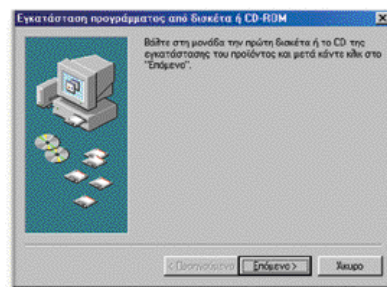 Εγκατάσταση προγράμματος από δισκέτα ή CD-ROM
Βάλτε στη μονάδα την πρώτη δισκέτα ή το CD της
εγκατάστασης του προϊόντος και μετά κάντε κλικ στο
"Επόμενο".
< Προηγούμενο Επόμενο > Άκυρο